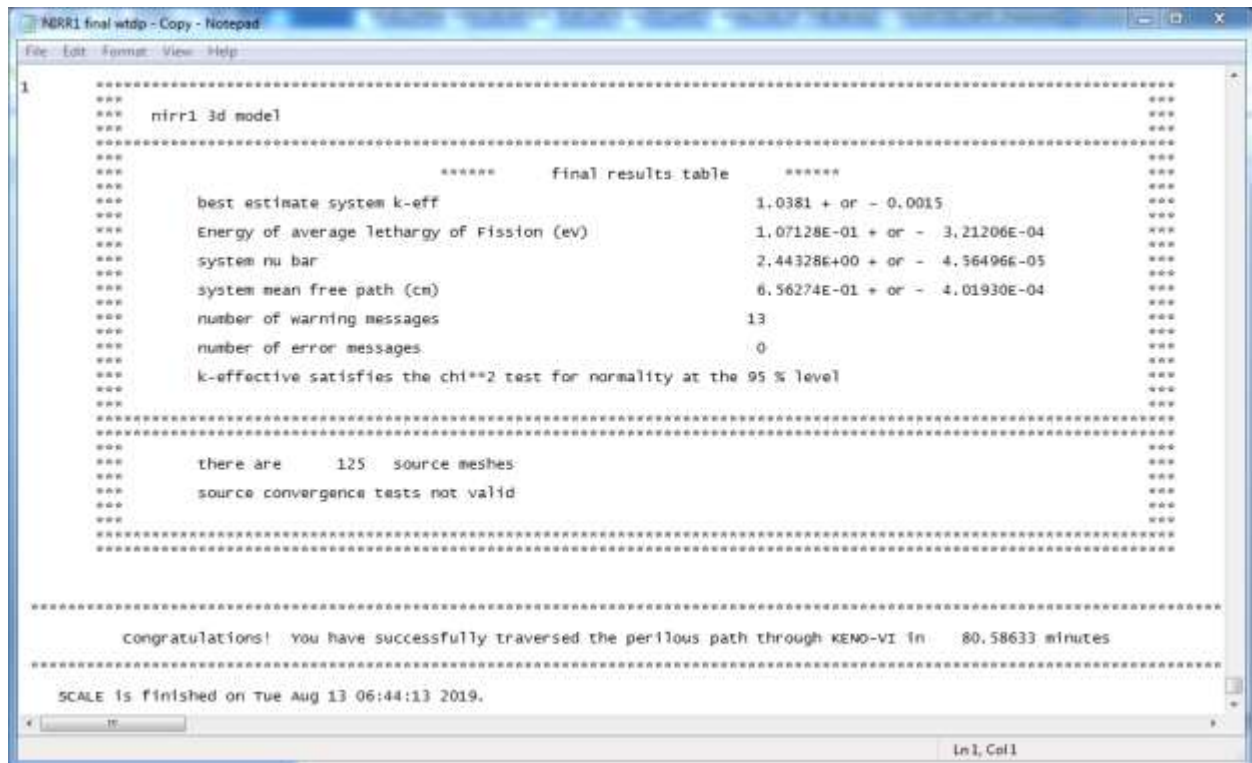 NIRR1 final wtdp - Copy - Notepad
File Edit Format View Help
1
nirr1 3d model
****** final results table ******
best estimate system k-eff 1.0381 + or - 0.0015
Energy of average lethargy of Fission (eV) 1.07128E-01 + or - 3.21206E-04
system nu bar 2.44328E+00 + or - 4.56496E-05
system mean free path (cm) 6.56274E-01 + or - 4.01930E-04
number of warning messages 13
number of error messages 0
k-effective satisfies the chi**2 test for normality at the 95 % level
there are 125 source meshes
source convergence tests not valid
congratulations! You have successfully traversed the perilous path through KENO-VI in 80.58633 minutes
SCALE is finished on Tue Aug 13 06:44:13 2019.
Ln 1, Col 1